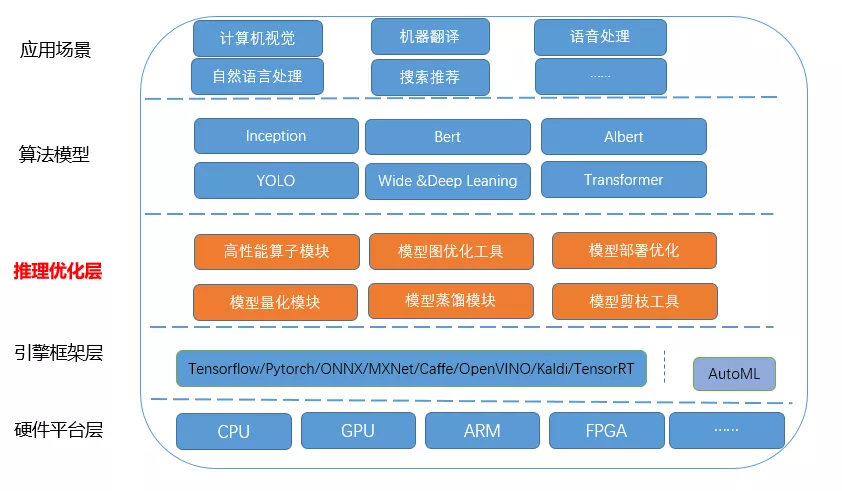 应用场景
计算机视觉
机器翻译
语音处理
自然语言处理
搜索推荐
……
算法模型
Inception
Bert
Albert
YOLO
Wide &Deep Leaning
Transformer
推理优化层
高性能算子模块
模型图优化工具
模型部署优化
模型量化模块
模型蒸馏模块
模型剪枝工具
引擎框架层
Tensorflow/Pytorch/ONNX/MXNet/Caffe/OpenVINO/Kaldi/TensorRT
AutoML
硬件平台层
CPU
GPU
ARM
FPGA
……